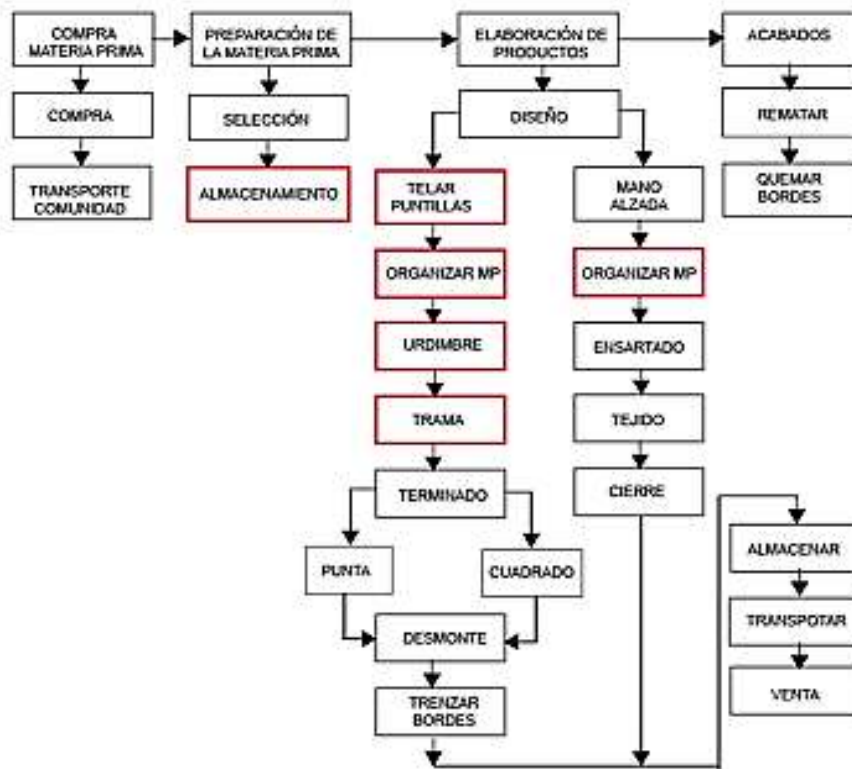 COMPRA
MATERIA PRIMA
PREPARACIÓN DE
LA MATERIA PRIMA
ELABORACIÓN DE
PRODUCTOS
ACABADOS
COMPRA
SELECCIÓN
DISEÑO
REMATAR
TRANSPORTE
COMUNIDAD
ALMACENAMIENTO
TELAR
PUNTILLAS
MANO
ALZADA
QUEMAR
BORDES
ORGANIZAR MP
ORGANIZAR MP
URDIMBRE
ENSARTADO
TRAMA
TEJIDO
TERMINADO
CIERRE
PUNTA
CUADRADO
ALMACENAR
DESMONTE
TRANSPOTAR
TRENZAR
BORDES
VENTA